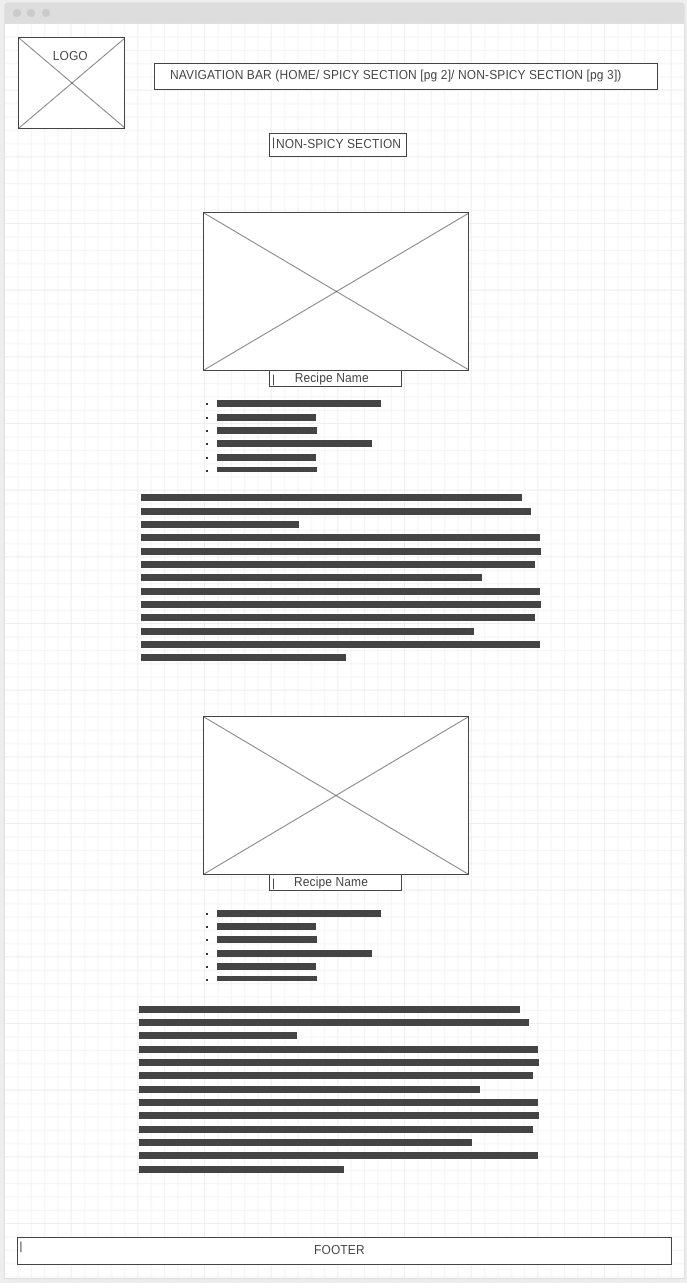 LOGO
NAVIGATION BAR (HOME/ SPICY SECTION [pg 2]/ NON-SPICY SECTION [pg 3])
NON-SPICY SECTION
Recipe Name
Recipe Name
FOOTER